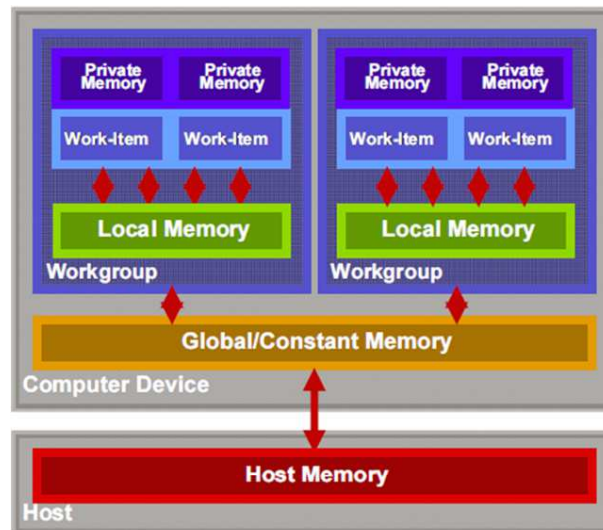 Private Memory
Private Memory
Work-Item
Work-Item
Local Memory
Workgroup
Private Memory
Private Memory
Work-Item
Work-Item
Local Memory
Workgroup
Global/Constant Memory
Computer Device
Host Memory
Host